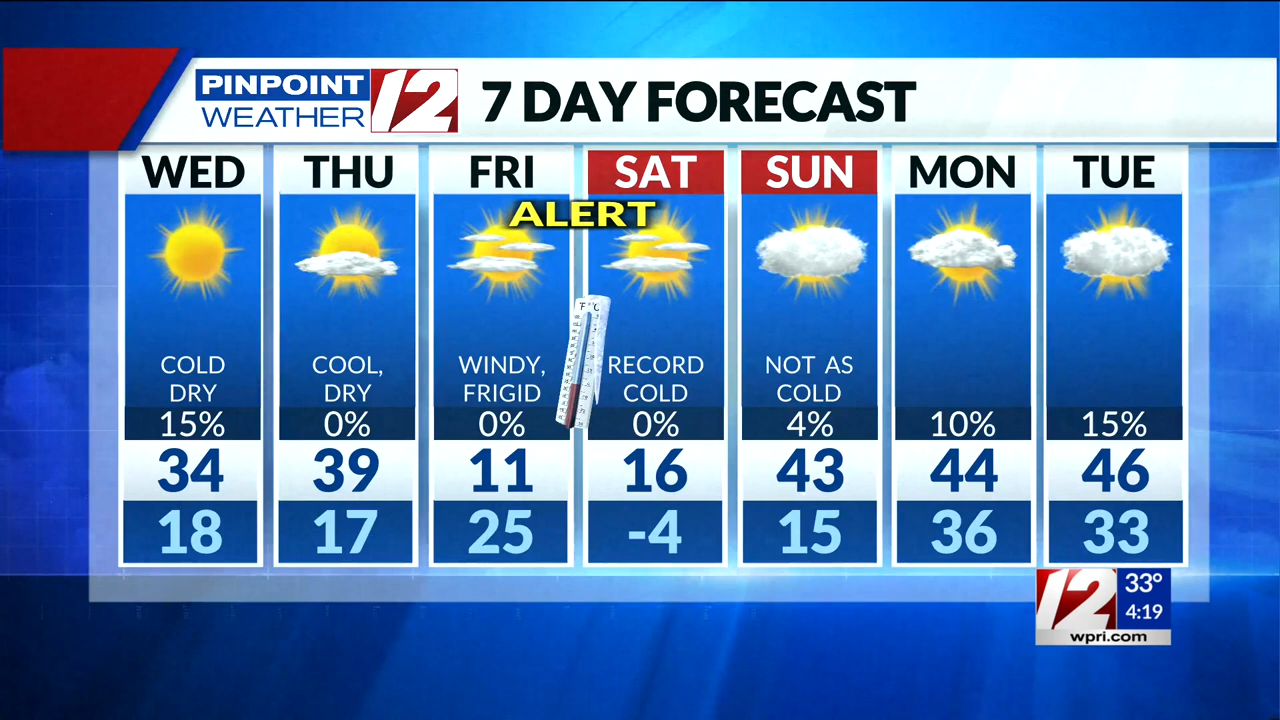 PINPOINT
WEATHER 12
7 DAY FORECAST
WED THU FRI SAT SUN MON TUE
ALERT
°F °C
COLD
DRY
COOL,
DRY
WINDY,
FRIGID
RECORD
COLD
NOT AS
COLD
15% 0% 0% 0% 4% 10% 15%
34 39 11 16 43 44 46
18 17 25 -4 15 36 33
12
33°
4:19
wpri.com